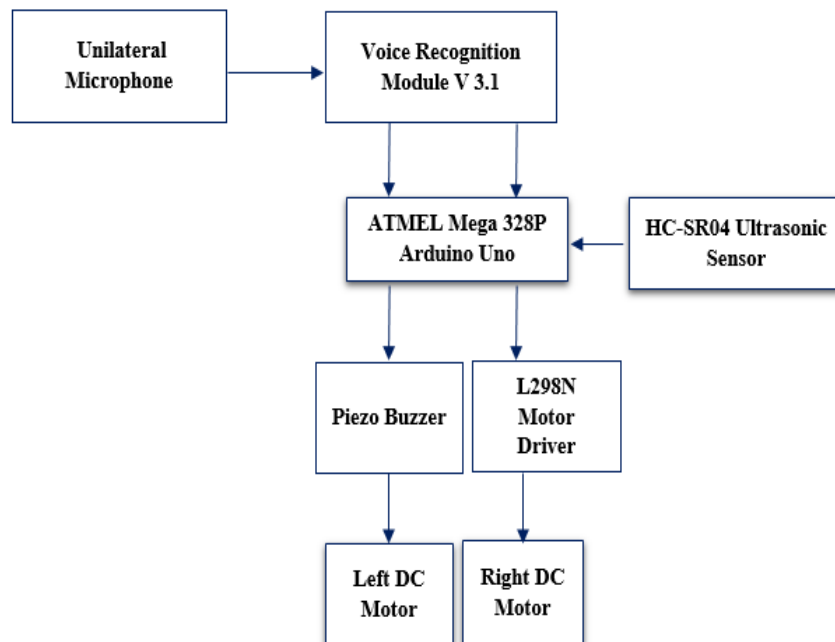 Unilateral
Microphone
Voice Recognition
Module V 3.1
ATMEL Mega 328P
Arduino Uno
HC-SR04 Ultrasonic
Sensor
Piezo Buzzer
L298N
Motor
Driver
Left DC
Motor
Right DC
Motor